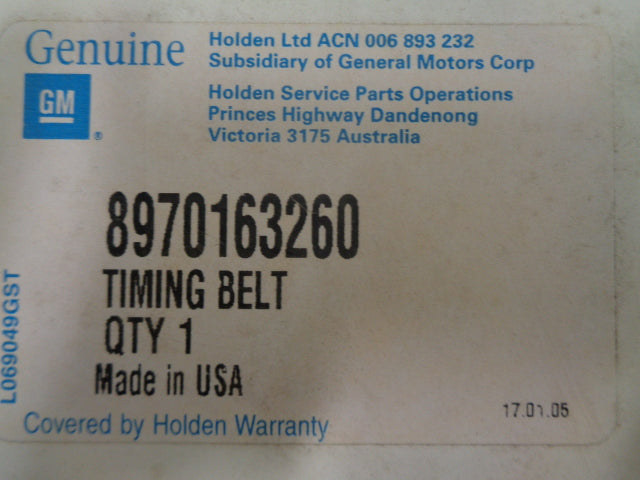 Genuine
GM
®
Holden Ltd ACN 006 893 232
Subsidiary of General Motors Corp
Holden Service Parts Operations
Princes Highway Dandenong
Victoria 3175 Australia
8970163260
TIMING BELT
QTY 1
Made in USA
L069049GST
17.01.05
Covered by Holden Warranty